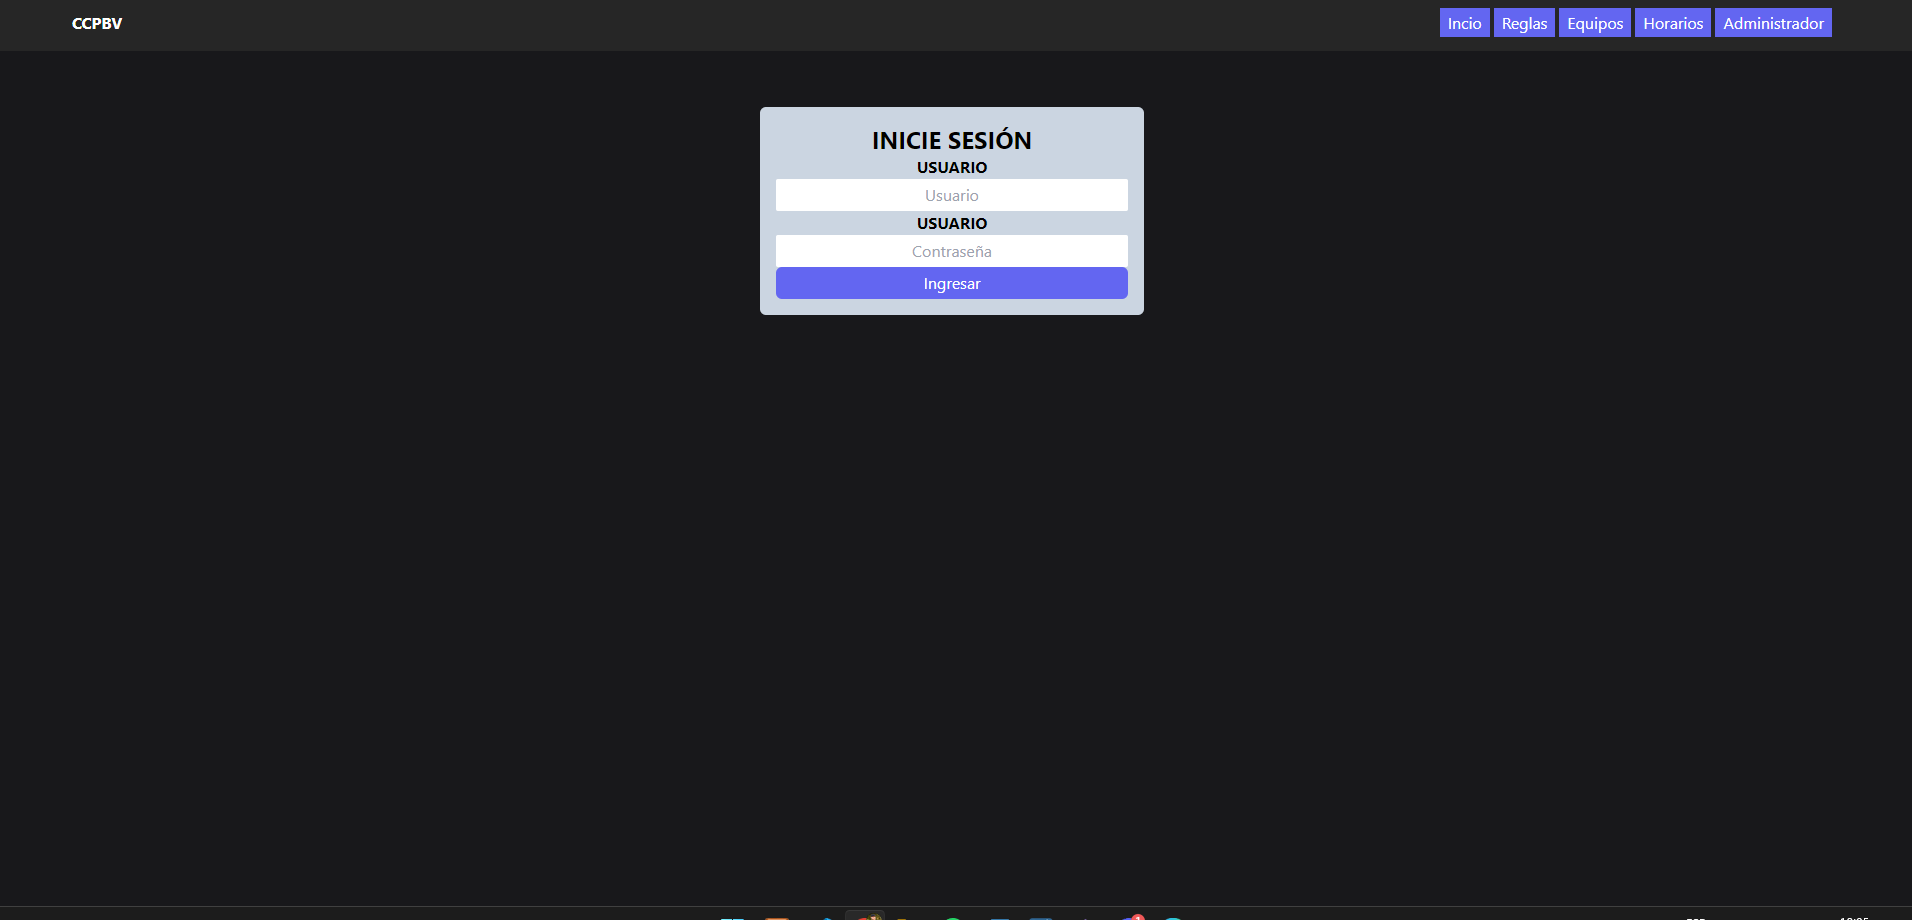 CCPBV
Incio Reglas Equipos Horarios Administrador
INICIE SESIÓN
USUARIO
Usuario
USUARIO
Contraseña
Ingresar